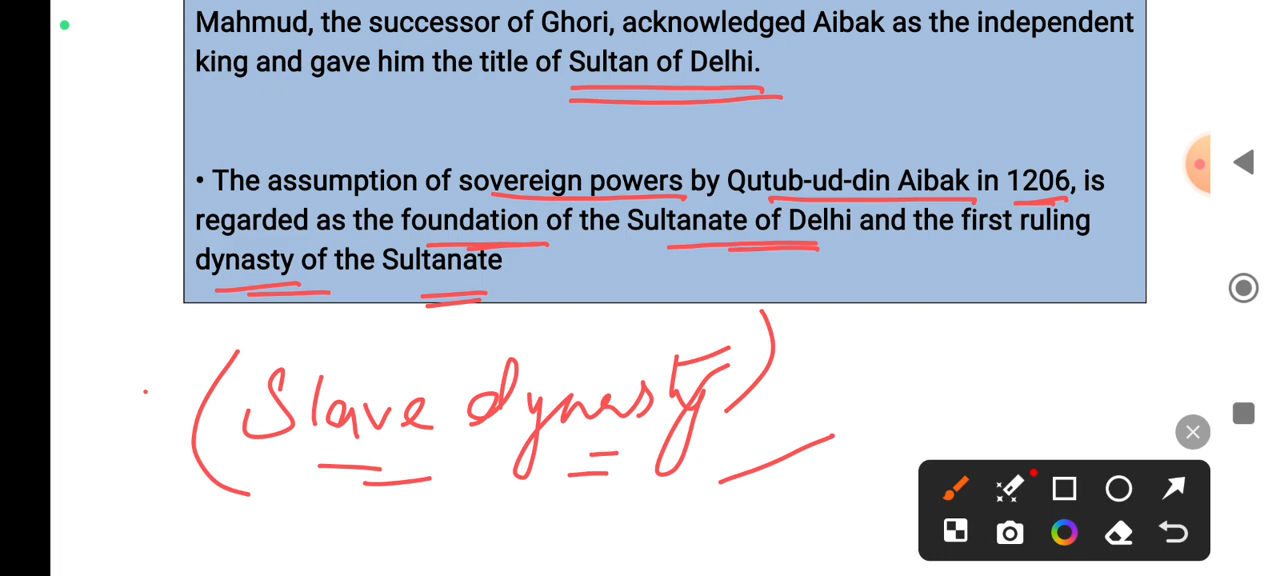 Mahmud, the successor of Ghori, acknowledged Aibak as the independent
king and gave him the title of Sultan of Delhi.
• The assumption of sovereign powers by Qutub-ud-din Aibak in 1206, is
regarded as the foundation of the Sultanate of Delhi and the first ruling
dynasty of the Sultanate
(Slave dynasty)